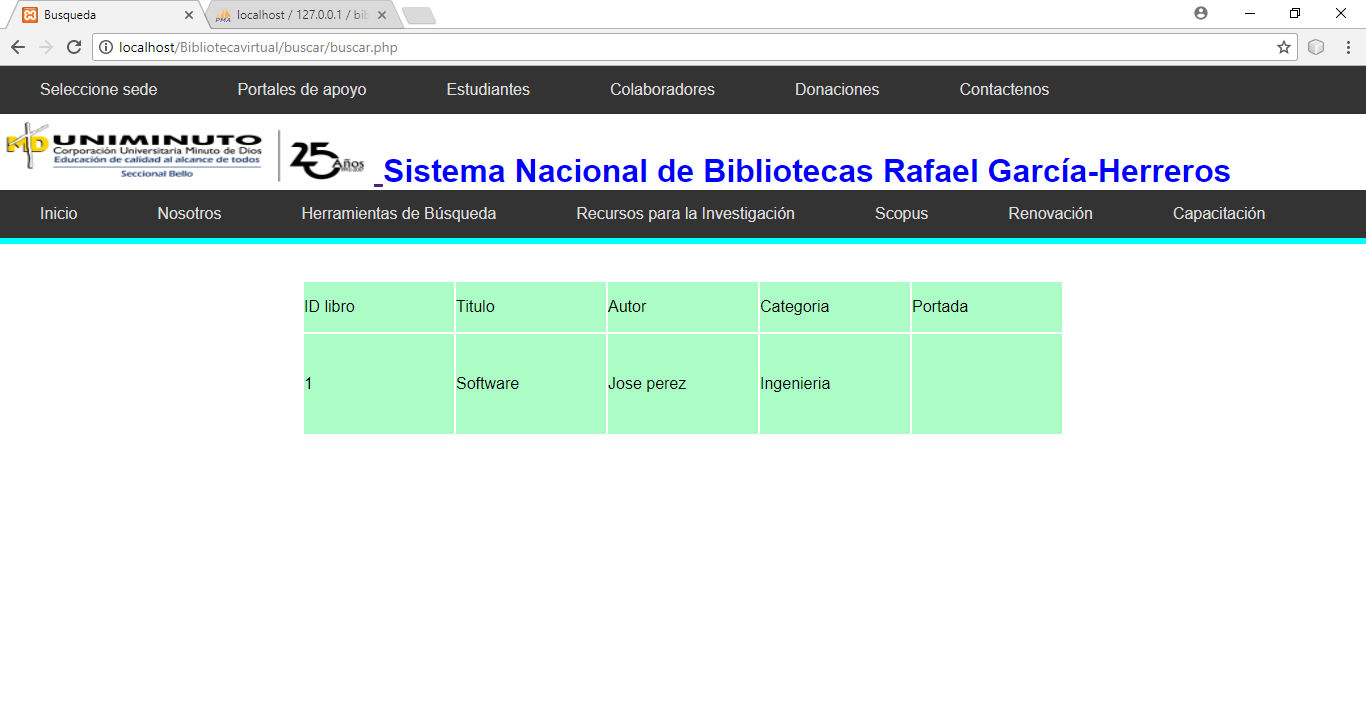 Busqueda
localhost / 127.0.0.1 / bib
localhost/Bibliotecavirtual/buscar/buscar.php
Seleccione sede Portales de apoyo Estudiantes Colaboradores Donaciones Contactenos
MD UNIMINUTO
Corporación Universitaria Minuto de Dios
Educación de calidad al alcance de todos
Seccional Bello
25 Años
Sistema Nacional de Bibliotecas Rafael García-Herreros
Inicio Nosotros Herramientas de Búsqueda Recursos para la Investigación Scopus Renovación Capacitación
ID libro Titulo Autor Categoria Portada
1 Software Jose perez Ingenieria